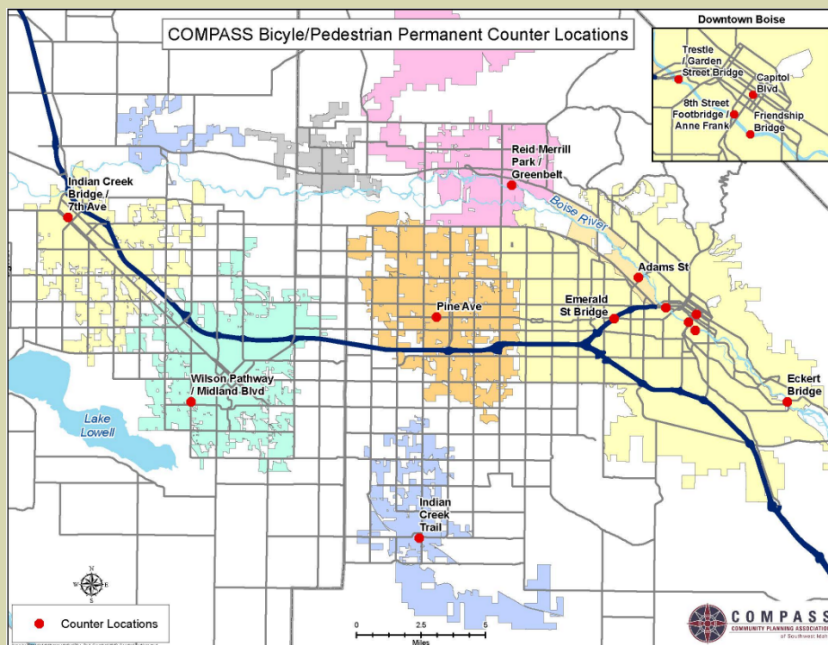 COMPASS Bicyle/Pedestrian Permanent Counter Locations
Downtown Boise
Trestle
/ Garden
Street Bridge
Capitol
Blvd
8th Street
Footbridge /
Anne Frank
Friendship
Bridge
Reid Merrill
Park /
Greenbelt
Indian Creek
Bridge /
7th Ave
Boise River
Adams St
Pine Ave
Emerald
St Bridge
Wilson Pathway
/ Midland Blvd
Eckert
Bridge
Lake
Lowell
Indian
Creek
Trail
N
W E
S
Counter Locations
0 2.5 5
Miles
COMPASS
COMMUNITY PLANNING ASSOCIATION
of Southwest Idaho